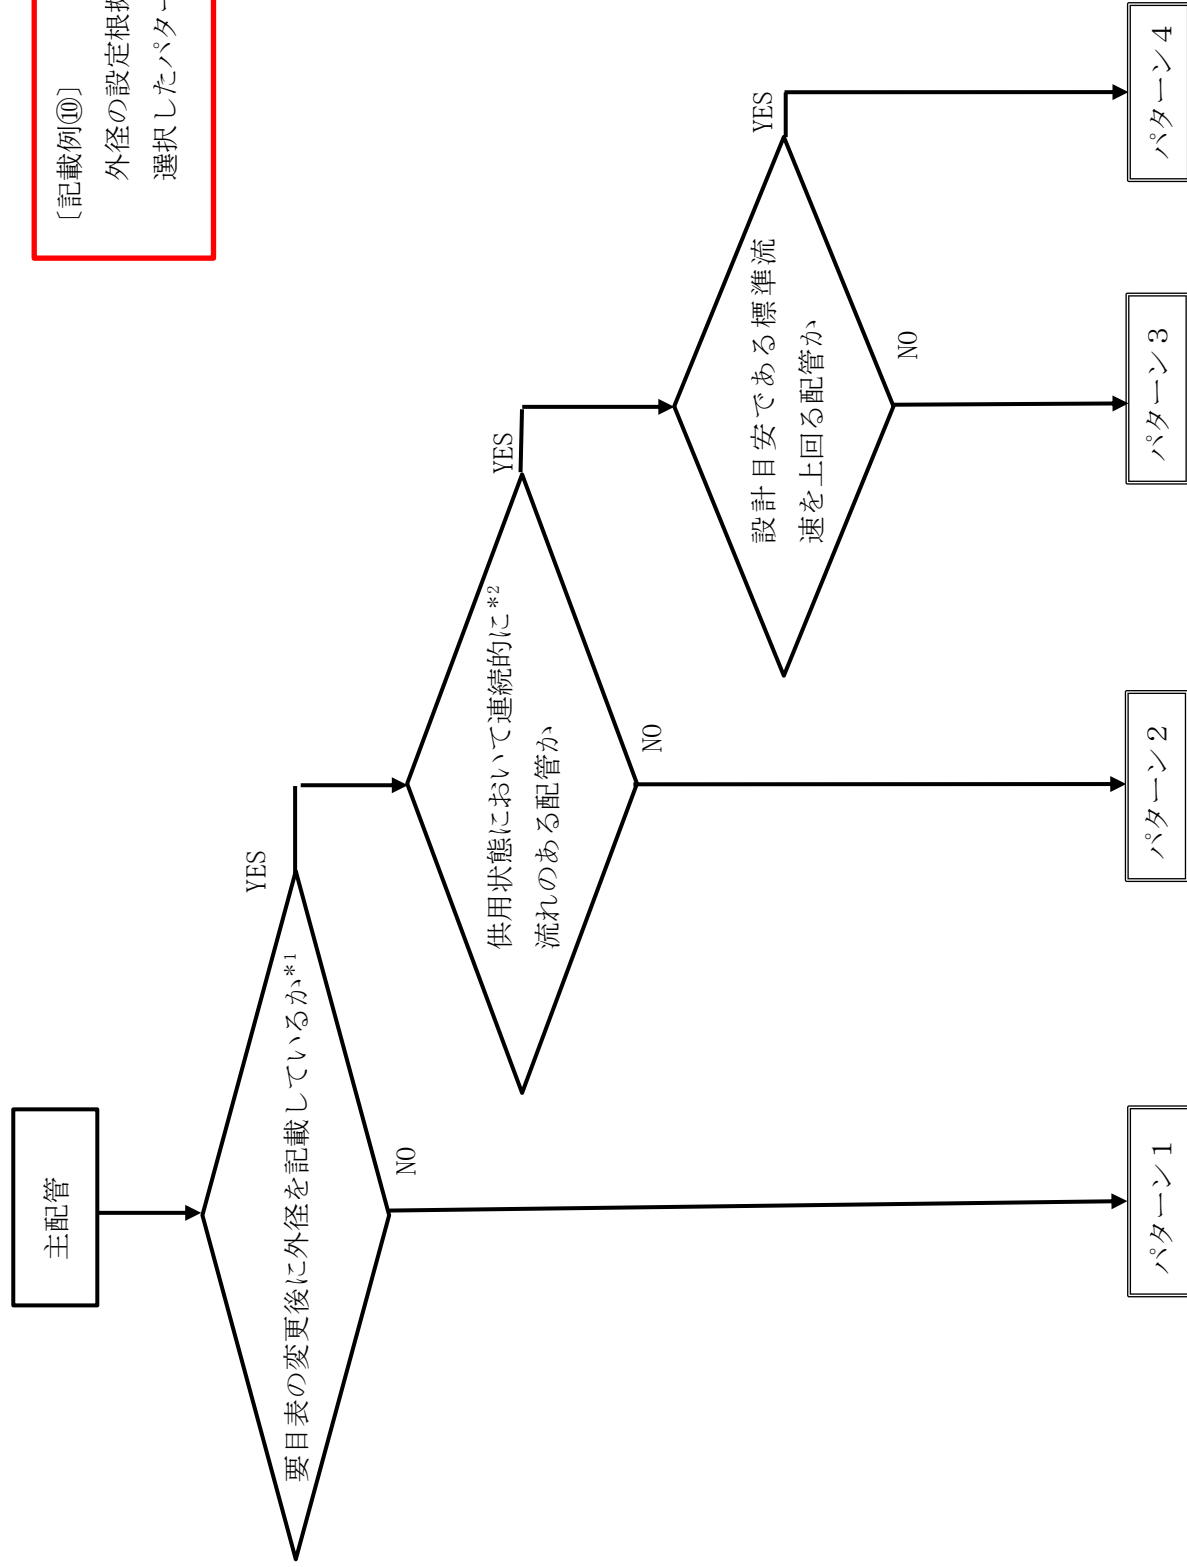 [記載例⑩]
外径の設定根拠
選択したパター
主配管
要目表の変更後に外径を記載しているか*1
YES
NO
供用状態において連続的に*2
流れのある配管か
YES
NO
設計目安である標準流
速を上回る配管か
YES
NO
パターン1
パターン2
パターン3
パターン4